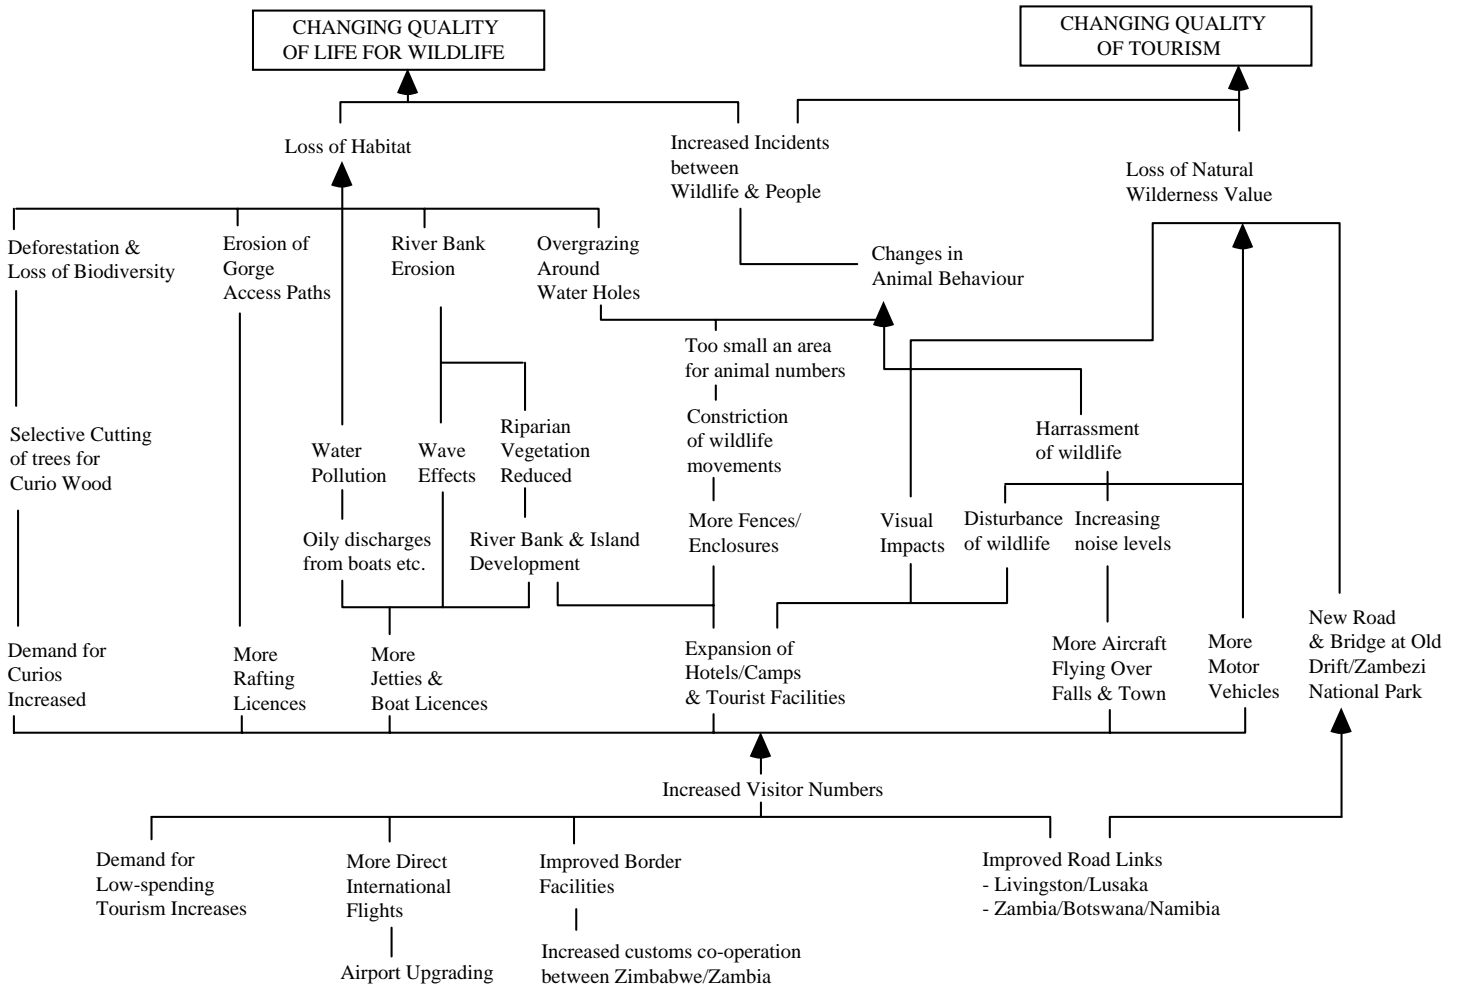 CHANGING QUALITY
OF LIFE FOR WILDLIFE
CHANGING QUALITY
OF TOURISM
Loss of Habitat
Increased Incidents
between
Wildlife & People
Loss of Natural
Wilderness Value
Deforestation &
Loss of Biodiversity
Erosion of
Gorge
Access Paths
River Bank
Erosion
Overgrazing
Around
Water Holes
Changes in
Animal Behaviour
Too small an area
for animal numbers
Selective Cutting
of trees for
Curio Wood
Water
Pollution
Wave
Effects
Riparian
Vegetation
Reduced
Constriction
of wildlife
movements
Harrassment
of wildlife
Oily discharges
from boats etc.
River Bank & Island
Development
More Fences/
Enclosures
Visual
Impacts
Disturbance
of wildlife
Increasing
noise levels
Demand for
Curios
Increased
More
Rafting
Licences
More
Jetties &
Boat Licences
Expansion of
Hotels/Camps
& Tourist Facilities
More Aircraft
Flying Over
Falls & Town
More
Motor
Vehicles
New Road
& Bridge at Old
Drift/Zambezi
National Park
Increased Visitor Numbers
Demand for
Low-spending
Tourism Increases
More Direct
International
Flights
Improved Border
Facilities
Improved Road Links
- Livingston/Lusaka
- Zambia/Botswana/Namibia
Airport Upgrading
Increased customs co-operation
between Zimbabwe/Zambia